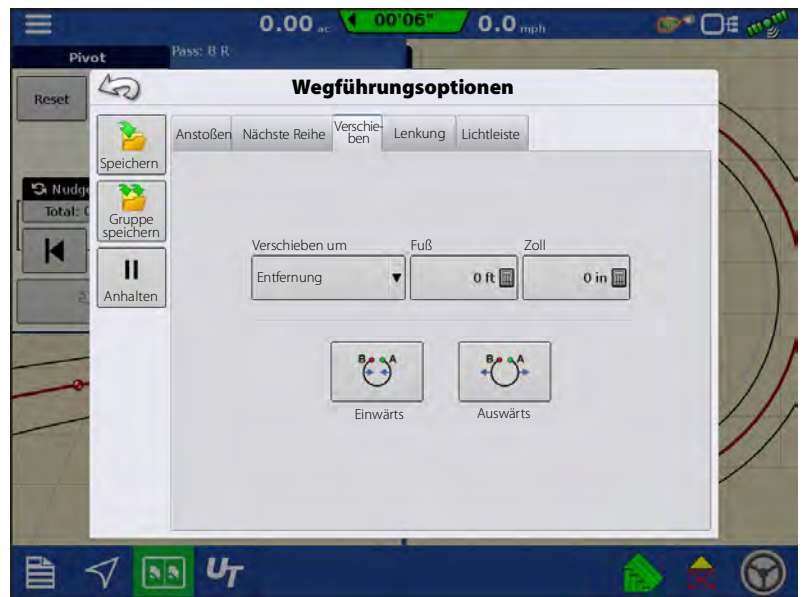 0.00 ac
00'06"
0.0 mph
Pivot
Pass: 8 R
Reset
Wegführungsoptionen
Speichern
Gruppe
speichern
Anhalten
Anstoßen
Nächste Reihe
Verschie-
ben
Lenkung
Lichtleiste
Nudge
Total:
Verschieben um
Fuß
Zoll
Entfernung
0 ft
0 in
B A
B A
Einwärts
Auswärts
UT